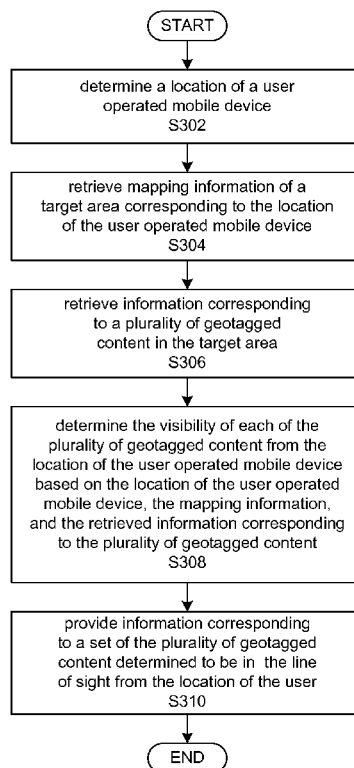 START
determine a location of a user
operated mobile device
S302
retrieve mapping information of a
target area corresponding to the location
of the user operated mobile device
S304
retrieve information corresponding
to a plurality of geotagged
content in the target area
S306
determine the visibility of each of the
plurality of geotagged content from the
location of the user operated mobile device
based on the location of the user operated
mobile device, the mapping information,
and the retrieved information corresponding
to the plurality of geotagged content
S308
provide information corresponding
to a set of the plurality of geotagged
content determined to be in the line
of sight from the location of the user
S310
END